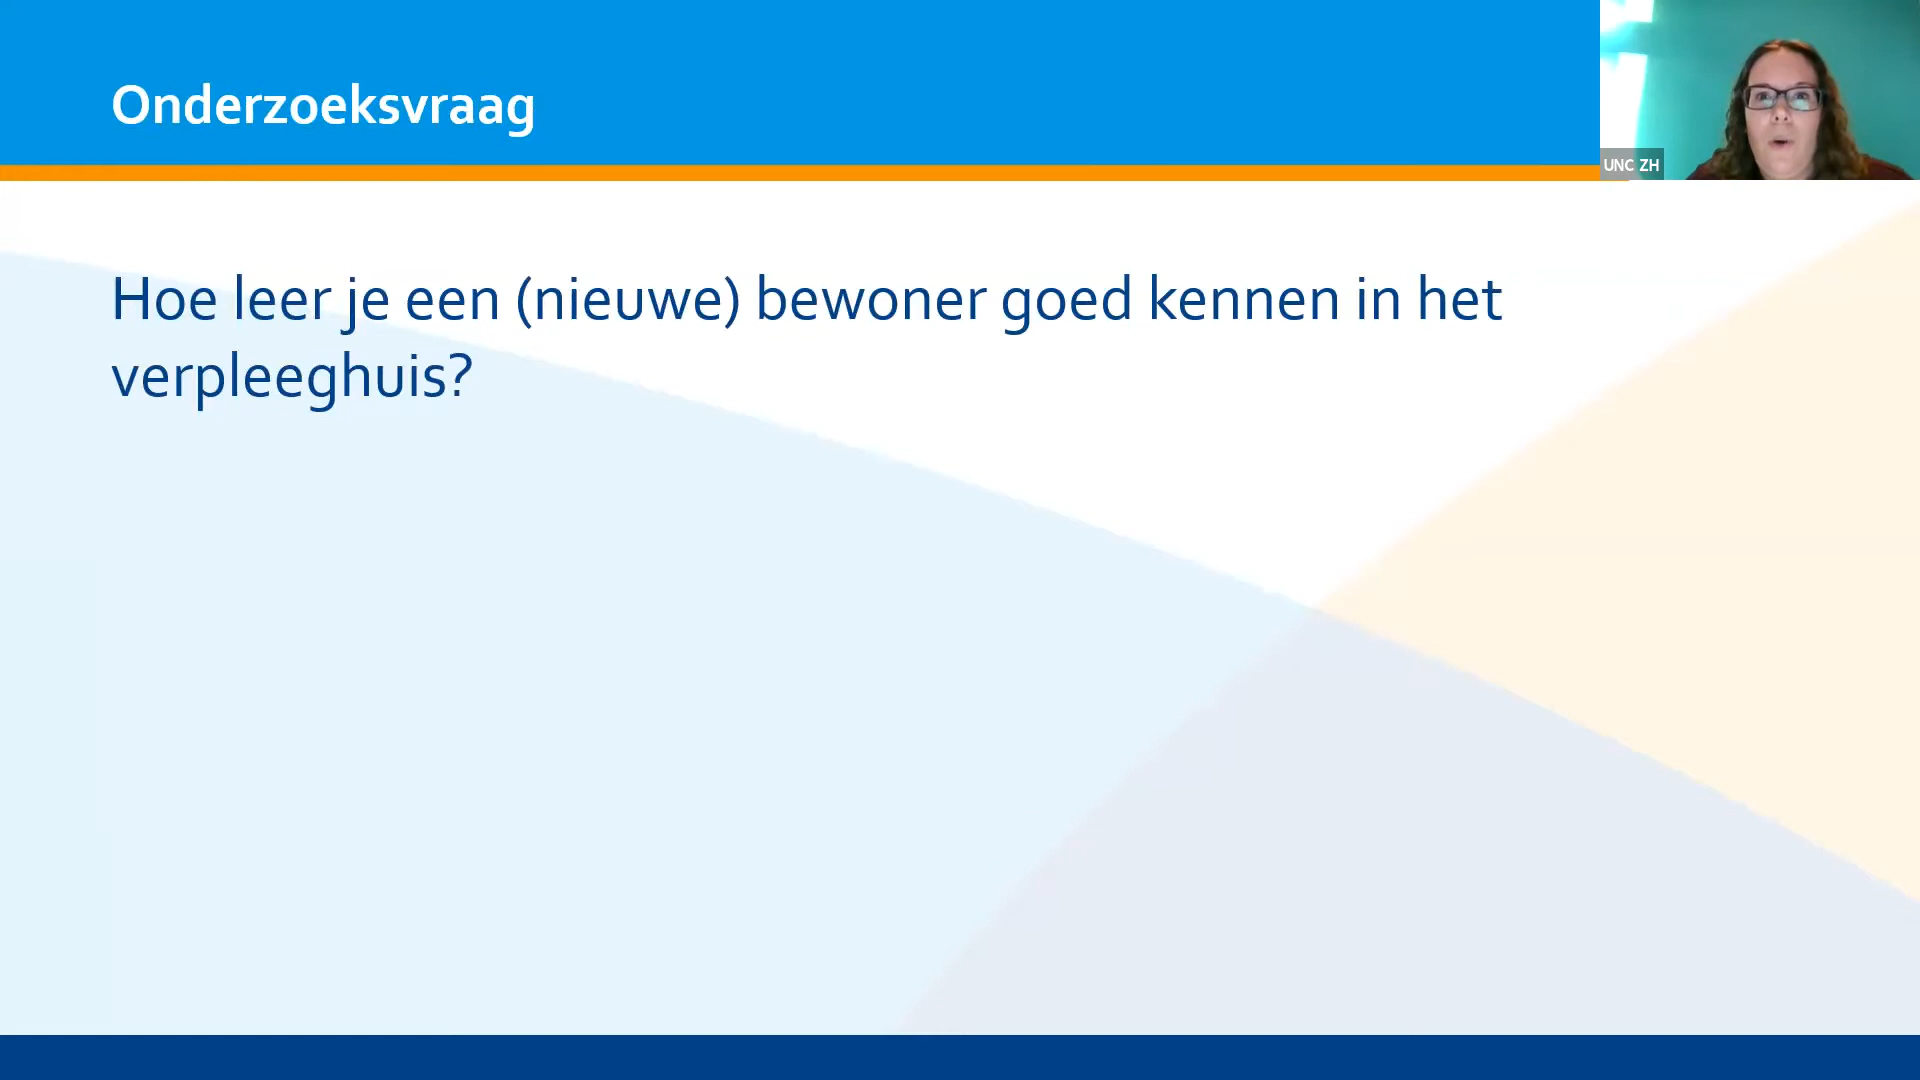 Onderzoeksvraag
UNC ZH
Hoe leer je een (nieuwe) bewoner goed kennen in het
verpleeghuis?